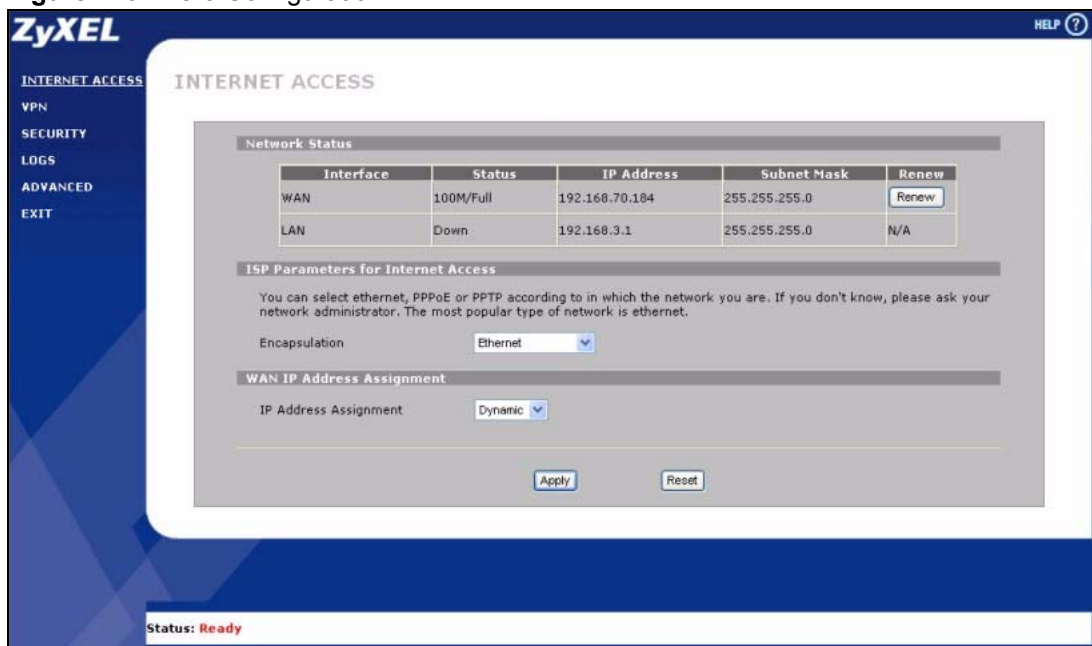 ZyXEL
HELP ?
INTERNET ACCESS
VPN
SECURITY
LOGS
ADVANCED
EXIT
INTERNET ACCESS
Network Status
Interface Status IP Address Subnet Mask Renew
WAN 100M/Full 192.168.70.184 255.255.255.0 Renew
LAN Down 192.168.3.1 255.255.255.0 N/A
ISP Parameters for Internet Access
You can select ethernet, PPPoE or PPTP according to in which the network you are. If you don't know, please ask your
network administrator. The most popular type of network is ethernet.
Encapsulation Ethernet
WAN IP Address Assignment
IP Address Assignment Dynamic
Apply Reset
Status: Ready